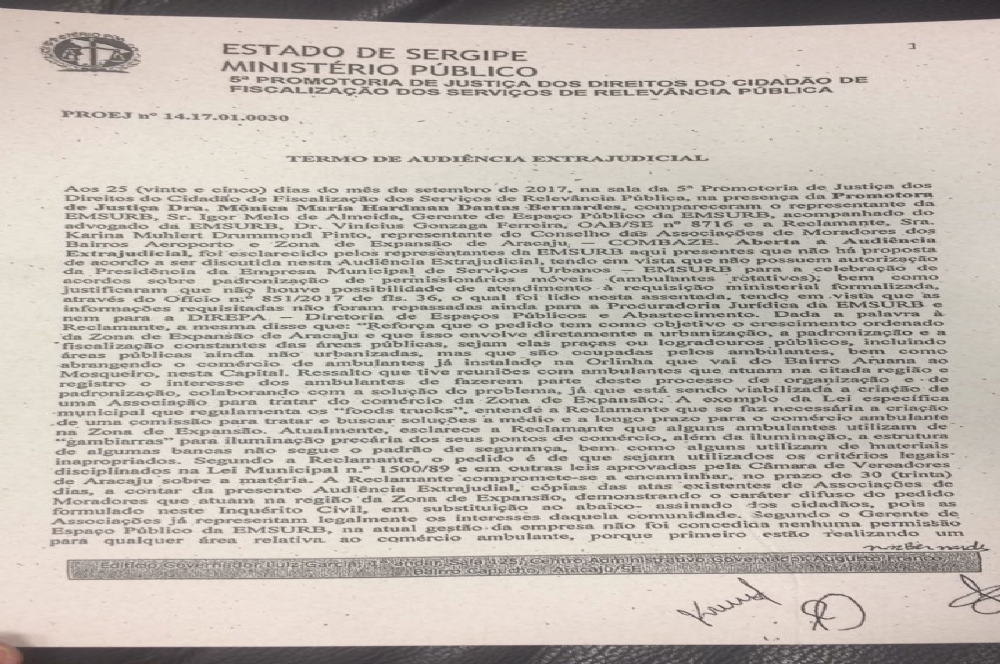 1
ESTADO DE SERGIPE
MINISTÉRIO PÚBLICO
5ª PROMOTORIA DE JUSTIÇA DOS DIREITOS DO CIDADÃO DE
FISCALIZAÇÃO DOS SERVIÇOS DE RELEVÂNCIA PÚBLICA
PROEJ nº 14.17.01.0030
TERMO DE AUDIÊNCIA EXTRAJUDICIAL
Aos 25 (vinte e cinco) dias do mês de setembro de 2017, na sala da 5ª Promotoria de Justiça dos
Direitos do Cidadão de Fiscalização dos Serviços de Relevância Pública, na presença da Promotora
de Justiça Dra. Mônica Maria Hardman Dantas Bernardes, compareceram o representante da
EMSURB, Sr. Igor Melo de Almeida, Gerente de Espaço Público da EMSURB, acompanhado do
advogado da EMSURB, Dr. Vinícius Gonzaga Ferreira, OAB/SE nº 8716 e a Reclamante, Sra.
Karina Muhlert Drummond Pinto, representante do Conselho das Associações de Moradores dos
Bairros Aeroporto e Zona de Expansão de Aracaju – COMBAZE. Aberta a Audiência
Extrajudicial, foi esclarecido pelos representantes da EMSURB aqui presentes que não há proposta
de acordo a ser discutida nesta Audiência Extrajudicial, tendo em vista que não possuem autorização
da Presidência da Empresa Municipal de Serviços Urbanos – EMSURB para a celebração de
acordos sobre padronização de permissionários móveis (ambulantes rotativos), bem como
justificaram que não houve possibilidade de atendimento à requisição ministerial formalizada,
através do Ofício n.º 851/2017 de fls. 36, o qual foi lido nesta assentada, tendo em vista que as
informações requisitadas não foram repassadas ainda para a Procuradoria Jurídica da EMSURB e
nem para a DIREPA – Diretoria de Espaços Públicos e Abastecimento. Dada a palavra à
Reclamante, a mesma disse que: "Reforça que o pedido tem como objetivo o crescimento ordenado
da Zona de Expansão de Aracaju e que isso envolve diretamente a urbanização, a padronização e a
fiscalização constantes das áreas públicas, sejam elas praças ou logradouros públicos, incluindo
áreas públicas ainda não urbanizadas, mas que são ocupadas pelos ambulantes, bem como
abrangendo o comércio de ambulantes já instalado na Orlinha que vai do Bairro Aruana ao
Mosqueiro, nesta Capital. Ressalto que tive reuniões com ambulantes que atuam na citada região e
registro o interesse dos ambulantes de fazerem parte deste processo de organização e de
padronização, colaborando com a solução do problema, já que está sendo viabilizada a criação de
uma Associação para tratar do comércio da Zona de Expansão. A exemplo da Lei específica
municipal que regulamenta os "foods trucks", entende a Reclamante que se faz necessária a criação
de uma comissão para tratar e buscar soluções a médio e a longo prazo para o comércio ambulante
na Zona de Expansão. Atualmente, esclarece a Reclamante que alguns ambulantes utilizam de
"gambiarras" para iluminação precária dos seus pontos de comércio, além da iluminação, a estrutura
de algumas bancas não segue o padrão de segurança, bem como alguns utilizam de materiais
inapropriados. Segundo a Reclamante, o pedido é de que sejam utilizados os critérios legais
disciplinados na Lei Municipal n.º 1500/89 e em outras leis aprovadas pela Câmara de Vereadores
de Aracaju sobre a matéria. A Reclamante compromete-se a encaminhar, no prazo de 30 (trinta)
dias, a contar da presente Audiência Extrajudicial, cópias das atas existentes de Associações de
Moradores que atuam na região da Zona de Expansão, demonstrando o caráter difuso do pedido
formulado neste Inquérito Civil, em substituição ao abaixo- assinado dos cidadãos, pois as
Associações já representam legalmente os interesses daquela comunidade. Segundo o Gerente de
Espaço Público da EMSURB, na atual gestão da empresa não foi concedida nenhuma permissão
para qualquer área relativa ao comércio ambulante, porque primeiro estão realizando um
Edifício Governador Luiz Garcia, 1º andar, Sala 125, Centro Administrativo Governador Augusto Franco
Bairro Capucho, Aracaju/SE